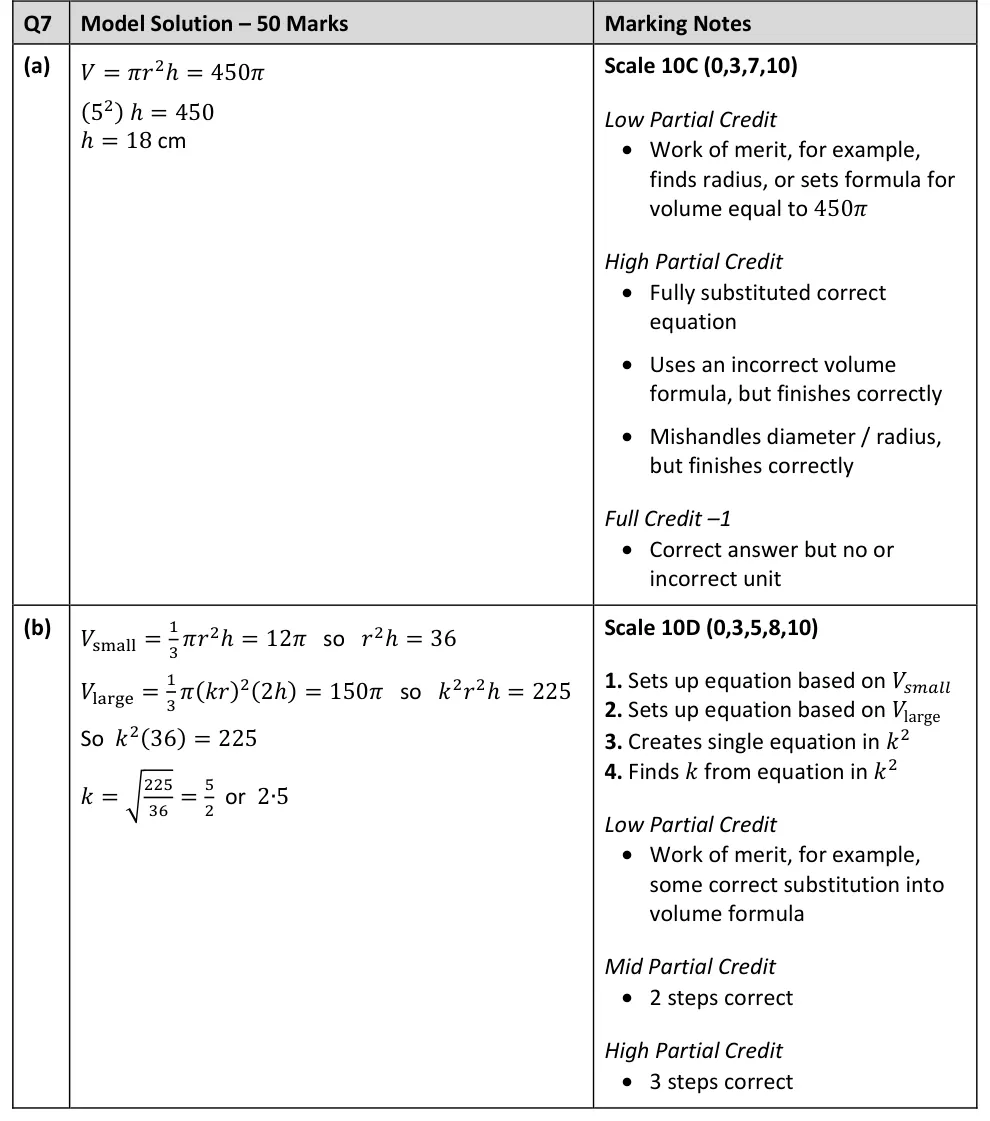 Q7 Model Solution – 50 Marks Marking Notes
(a) V = πr²h = 450π
(5²) h = 450
h = 18 cm
Scale 10C (0,3,7,10)
Low Partial Credit
• Work of merit, for example,
finds radius, or sets formula for
volume equal to 450π
High Partial Credit
• Fully substituted correct
equation
• Uses an incorrect volume
formula, but finishes correctly
• Mishandles diameter / radius,
but finishes correctly
Full Credit –1
• Correct answer but no or
incorrect unit
(b) V_small = 1/3 πr²h = 12π so r²h = 36
V_large = 1/3 π(kr)²(2h) = 150π so k²r²h = 225
So k²(36) = 225
k = √(225/36) = 5/2 or 2·5
Scale 10D (0,3,5,8,10)
1. Sets up equation based on V_small
2. Sets up equation based on V_large
3. Creates single equation in k²
4. Finds k from equation in k²
Low Partial Credit
• Work of merit, for example,
some correct substitution into
volume formula
Mid Partial Credit
• 2 steps correct
High Partial Credit
• 3 steps correct